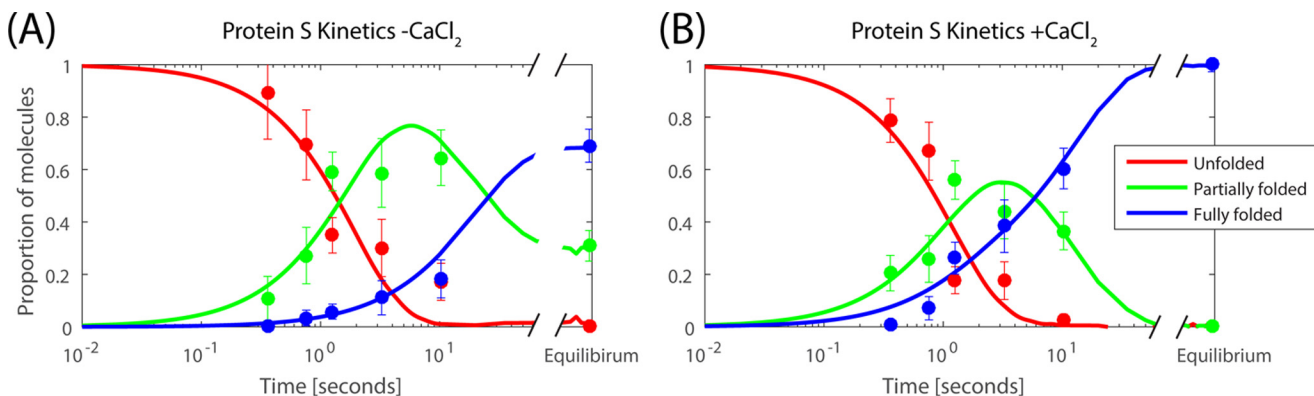 (A)
Protein S Kinetics -CaCl2
Proportion of molecules
1
0.8
0.6
0.4
0.2
0
10-2
10-1
100
101
Equilibirum
Time [seconds]
(B)
Protein S Kinetics +CaCl2
1
0.8
0.6
0.4
0.2
0
10-2
10-1
100
101
Equilibrium
Time [seconds]
Unfolded
Partially folded
Fully folded